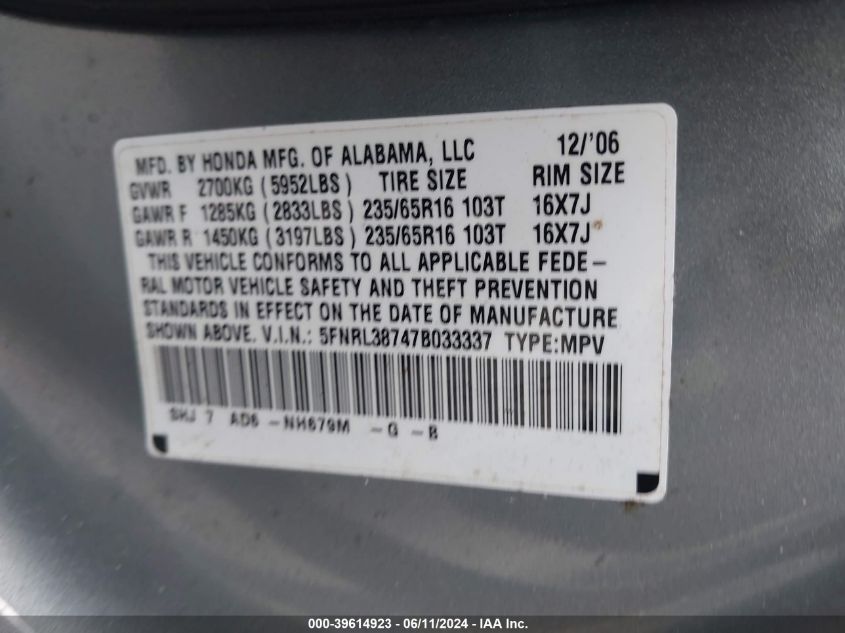 MFD. BY HONDA MFG. OF ALABAMA, LLC 12/'06
GVWR 2700KG (5952LBS) TIRE SIZE RIM SIZE
GAWR F 1285KG (2833LBS) 235/65R16 103T 16X7J
GAWR R 1450KG (3197LBS) 235/65R16 103T 16X7J
THIS VEHICLE CONFORMS TO ALL APPLICABLE FEDE-
RAL MOTOR VEHICLE SAFETY AND THEFT PREVENTION
STANDARDS IN EFFECT ON THE DATE OF MANUFACTURE
SHOWN ABOVE. V.I.N.: 5FNRL38747B033337 TYPE:MPV
SHJ 7 AD6 -NH679M -G -B
000-39614923 - 06/11/2024 - IAA Inc.